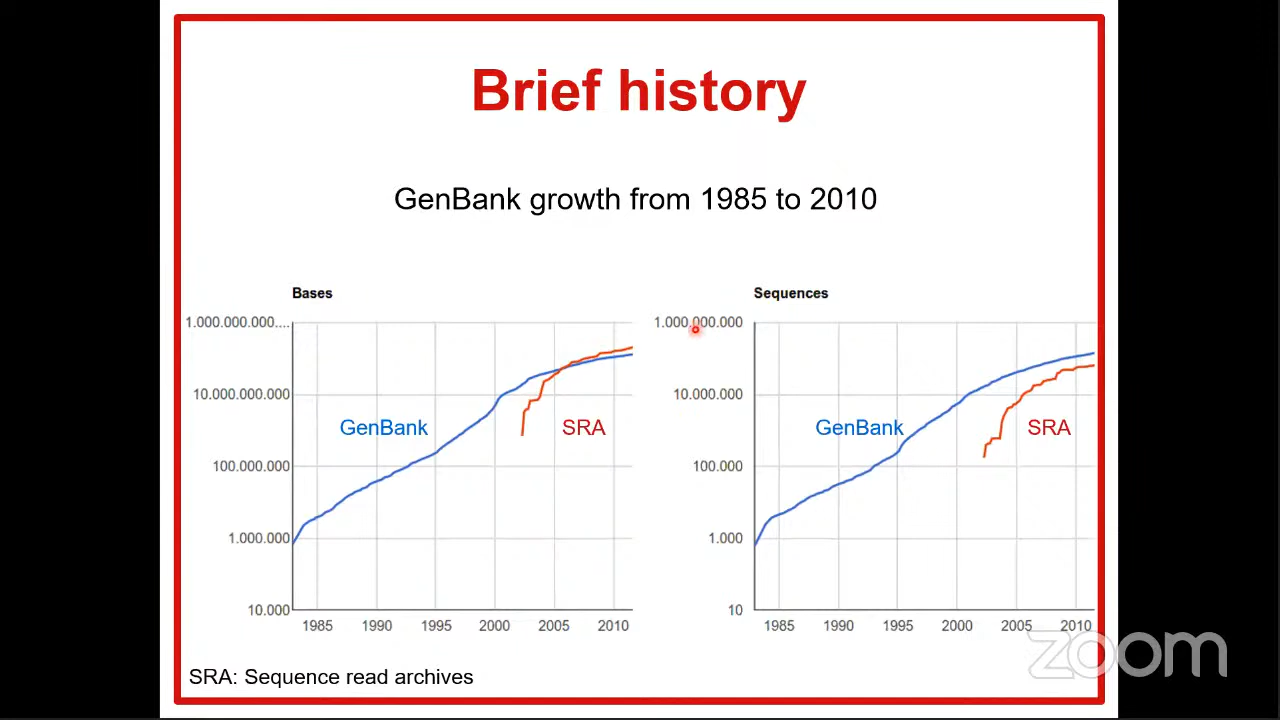 Brief history
GenBank growth from 1985 to 2010
Bases
1.000.000.000....
10.000.000.000
100.000.000
1.000.000
10.000
GenBank
SRA
1985 1990 1995 2000 2005 2010
Sequences
1.000.000.000
10.000.000
100.000
1.000
10
GenBank
SRA
1985 1990 1995 2000 2005 2010
SRA: Sequence read archives
zoom